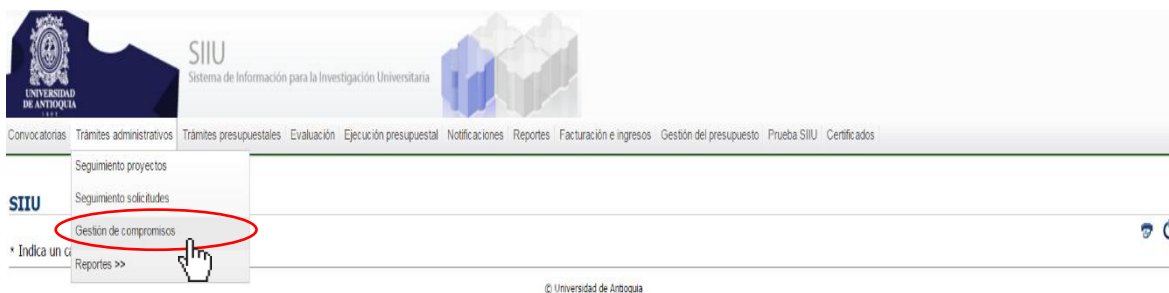 SIIU
Sistema de Información para la Investigación Universitaria
UNIVERSIDAD
DE ANTIOQUIA
1803
Convocatorias Trámites administrativos Trámites presupuestales Evaluación Ejecución presupuestal Notificaciones Reportes Facturación e ingresos Gestión del presupuesto Prueba SIIU Certificados
Seguimiento proyectos
Seguimiento solicitudes
SIIU
Gestión de compromisos
* Indica un
Reportes >>
© Universidad de Antioquia